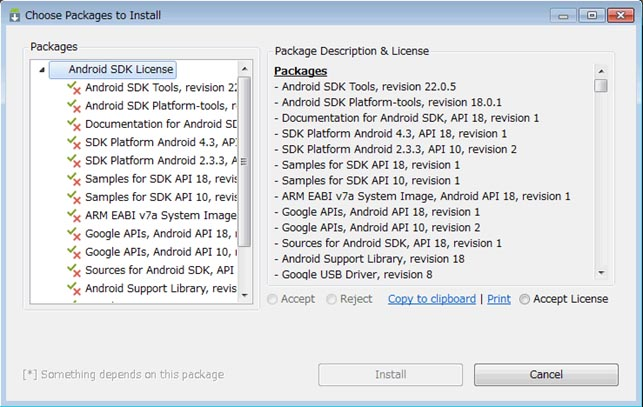 Choose Packages to Install
Packages
Android SDK License
Android SDK Tools, revision 22
Android SDK Platform-tools, r
Documentation for Android SD
SDK Platform Android 4.3, AP
SDK Platform Android 2.3.3, A
Samples for SDK API 18, revis
Samples for SDK API 10, revis
ARM EABI v7a System Image
Google APIs, Android API 18, 
Google APIs, Android API 10, 
Sources for Android SDK, API
Android Support Library, revis
Package Description & License
Packages
- Android SDK Tools, revision 22.0.5
- Android SDK Platform-tools, revision 18.0.1
- Documentation for Android SDK, API 18, revision 1
- SDK Platform Android 4.3, API 18, revision 1
- SDK Platform Android 2.3.3, API 10, revision 2
- Samples for SDK API 18, revision 1
- Samples for SDK API 10, revision 1
- ARM EABI v7a System Image, Android API 18, revision 1
- Google APIs, Android API 18, revision 1
- Google APIs, Android API 10, revision 2
- Sources for Android SDK, API 18, revision 1
- Android Support Library, revision 18
- Google USB Driver, revision 8
Accept Reject Copy to clipboard | Print Accept License
[*] Something depends on this package
Install
Cancel